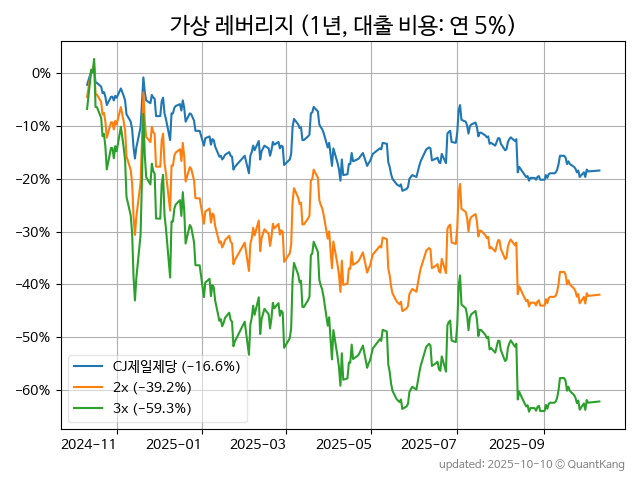 가상 레버리지 (1년, 대출 비용: 연 5%)
0%
−10%
−20%
−30%
−40%
−50%
−60%
CJ제일제당 (−16.6%)
2x (−39.2%)
3x (−59.3%)
2024-11 2025-01 2025-03 2025-05 2025-07 2025-09
updated: 2025-10-10 © QuantKang